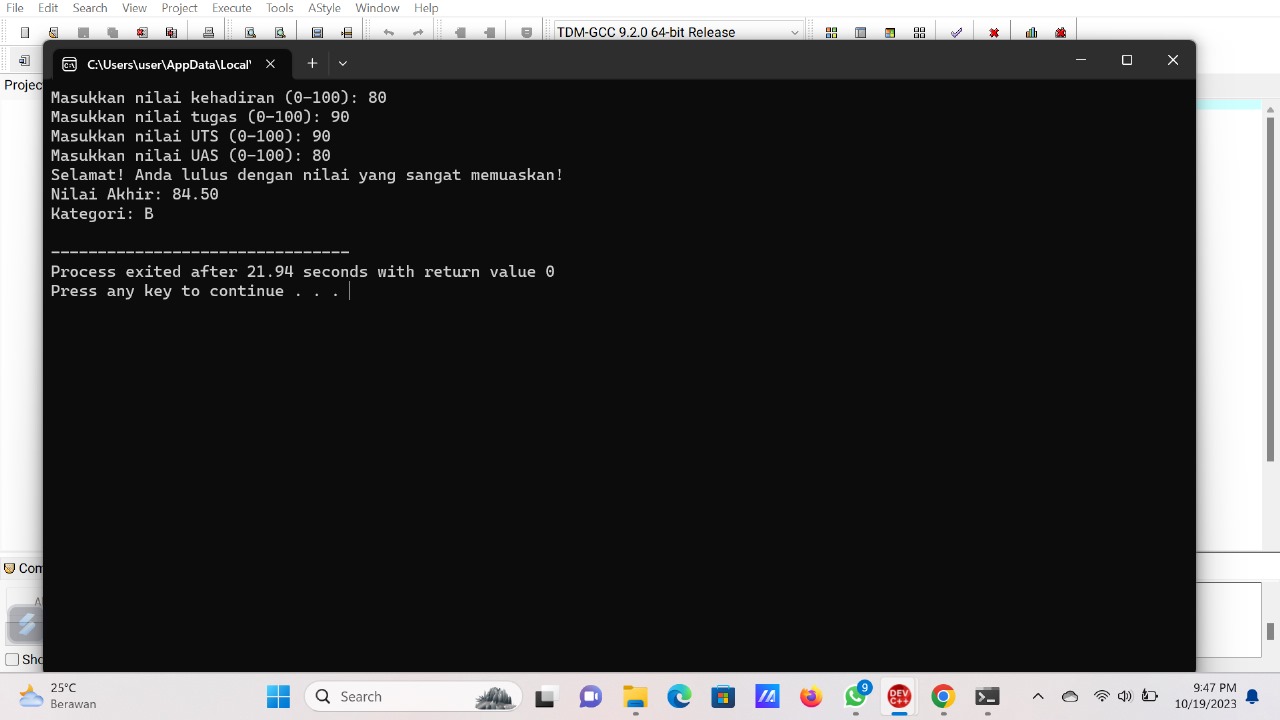 File Edit Search View Project Execute Tools AStyle Window Help
TDM-GCC 9.2.0 64-bit Release
C:\Users\user\AppData\Local\
Projec
Masukkan nilai kehadiran (0-100): 80
Masukkan nilai tugas (0-100): 90
Masukkan nilai UTS (0-100): 90
Masukkan nilai UAS (0-100): 80
Selamat! Anda lulus dengan nilai yang sangat memuaskan!
Nilai Akhir: 84.50
Kategori: B
--------------------------------
Process exited after 21.94 seconds with return value 0
Press any key to continue . . .
Com
Sho
25°C
Berawan
Search
9
DEV
C++
9:47 PM
10/19/2023